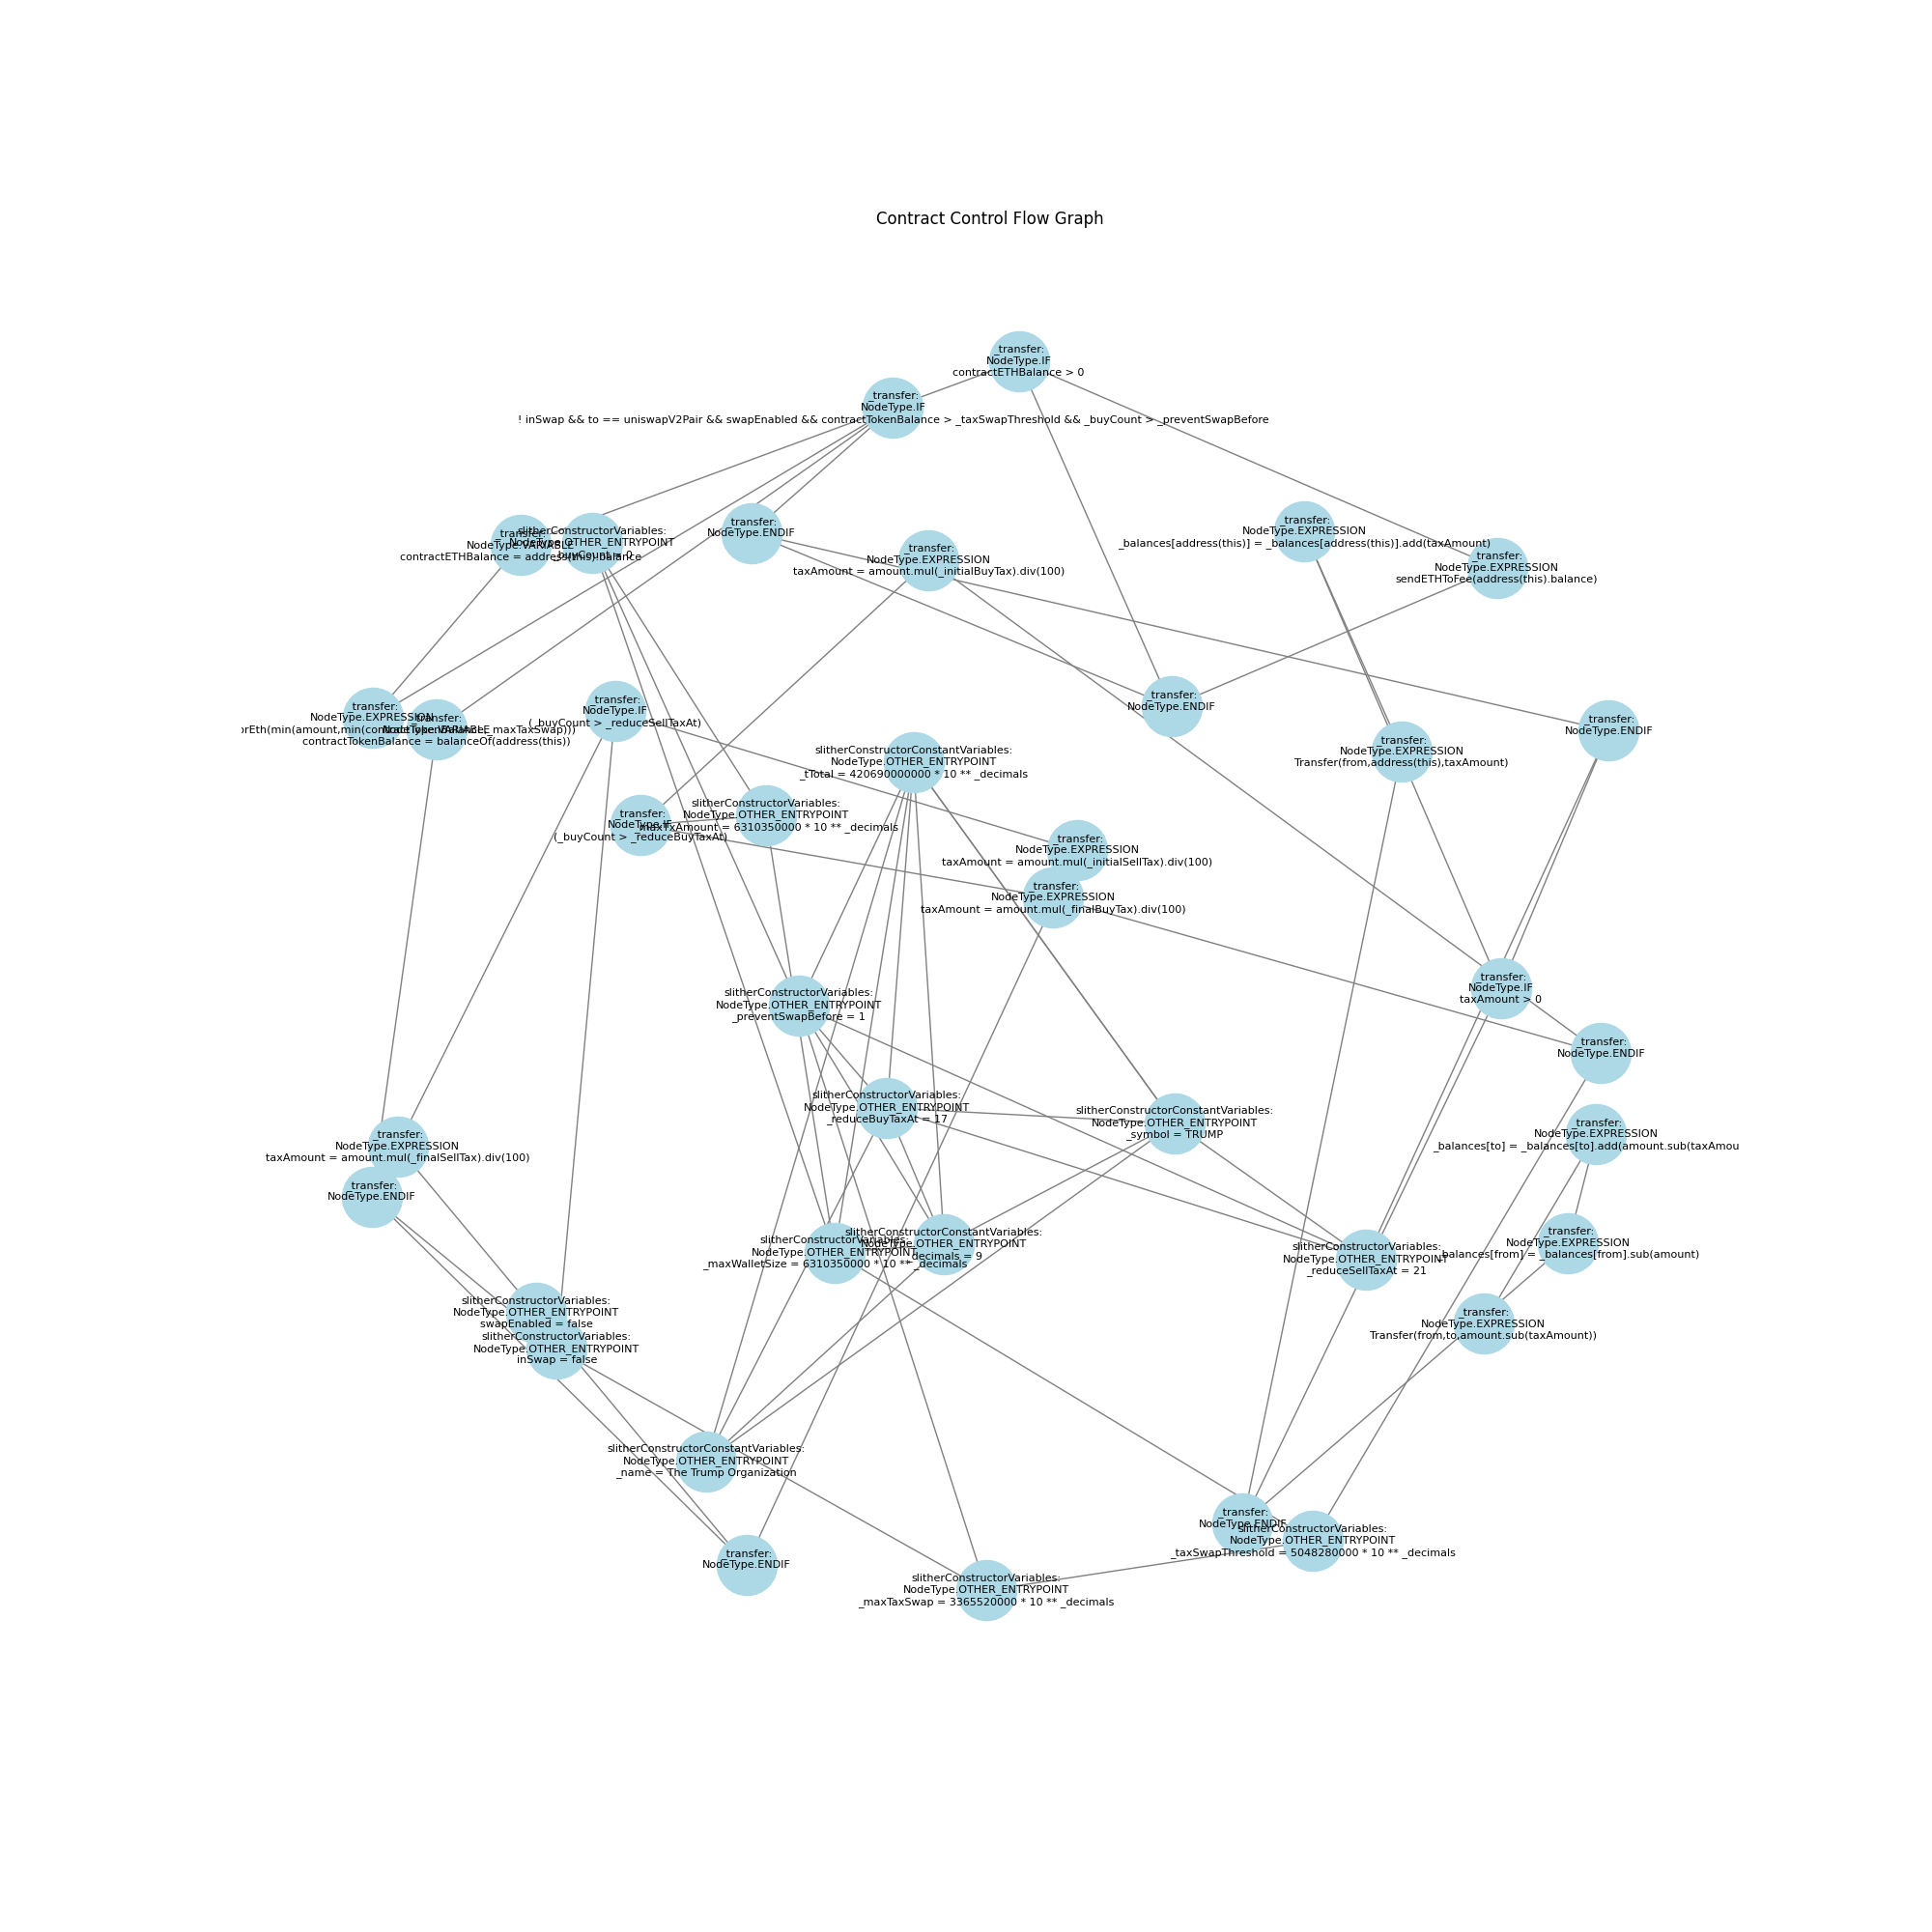 Contract Control Flow Graph
_transfer:
NodeType.IF
contractETHBalance > 0
_transfer:
NodeType.IF
! inSwap && to == uniswapV2Pair && swapEnabled && contractTokenBalance > _taxSwapThreshold && _buyCount > _preventSwapBefore
_transfer:
NodeType.VARIABLE
contractETHBalance = address(this).balance
slitherConstructorVariables:
NodeType.OTHER_ENTRYPOINT
_buyCount = 0
_transfer:
NodeType.ENDIF
_transfer:
NodeType.EXPRESSION
taxAmount = amount.mul(_initialBuyTax).div(100)
_transfer:
NodeType.EXPRESSION
_balances[address(this)] = _balances[address(this)].add(taxAmount)
_transfer:
NodeType.EXPRESSION
sendETHToFee(address(this).balance)
_transfer:
NodeType.EXPRESSION
orEth(min(amount,min(contractTokenBalance,_maxTaxSwap)))
_transfer:
NodeType.VARIABLE
contractTokenBalance = balanceOf(address(this))
_transfer:
NodeType.IF
(_buyCount > _reduceSellTaxAt)
_transfer:
NodeType.ENDIF
_transfer:
NodeType.ENDIF
_transfer:
NodeType.EXPRESSION
Transfer(from,address(this),taxAmount)
slitherConstructorConstantVariables:
NodeType.OTHER_ENTRYPOINT
_tTotal = 420690000000 * 10 ** _decimals
slitherConstructorVariables:
NodeType.OTHER_ENTRYPOINT
_maxTxAmount = 6310350000 * 10 ** _decimals
_transfer:
NodeType.IF
(_buyCount > _reduceBuyTaxAt)
_transfer:
NodeType.EXPRESSION
taxAmount = amount.mul(_initialSellTax).div(100)
_transfer:
NodeType.EXPRESSION
taxAmount = amount.mul(_finalBuyTax).div(100)
_transfer:
NodeType.IF
taxAmount > 0
slitherConstructorVariables:
NodeType.OTHER_ENTRYPOINT
_preventSwapBefore = 1
_transfer:
NodeType.ENDIF
slitherConstructorVariables:
NodeType.OTHER_ENTRYPOINT
_reduceBuyTaxAt = 17
slitherConstructorConstantVariables:
NodeType.OTHER_ENTRYPOINT
_symbol = TRUMP
_transfer:
NodeType.EXPRESSION
_balances[to] = _balances[to].add(amount.sub(taxAmou
_transfer:
NodeType.EXPRESSION
taxAmount = amount.mul(_finalSellTax).div(100)
_transfer:
NodeType.ENDIF
slitherConstructorVariables:
NodeType.OTHER_ENTRYPOINT
_maxWalletSize = 6310350000 * 10 ** _decimals
slitherConstructorConstantVariables:
NodeType.OTHER_ENTRYPOINT
_decimals = 9
slitherConstructorVariables:
NodeType.OTHER_ENTRYPOINT
_reduceSellTaxAt = 21
_transfer:
NodeType.EXPRESSION
_balances[from] = _balances[from].sub(amount)
_transfer:
NodeType.EXPRESSION
Transfer(from,to,amount.sub(taxAmount))
slitherConstructorVariables:
NodeType.OTHER_ENTRYPOINT
swapEnabled = false
slitherConstructorVariables:
NodeType.OTHER_ENTRYPOINT
inSwap = false
slitherConstructorConstantVariables:
NodeType.OTHER_ENTRYPOINT
_name = The Trump Organization
_transfer:
NodeType.ENDIF
slitherConstructorVariables:
NodeType.OTHER_ENTRYPOINT
_taxSwapThreshold = 5048280000 * 10 ** _decimals
_transfer:
NodeType.ENDIF
slitherConstructorVariables:
NodeType.OTHER_ENTRYPOINT
_maxTaxSwap = 3365520000 * 10 ** _decimals